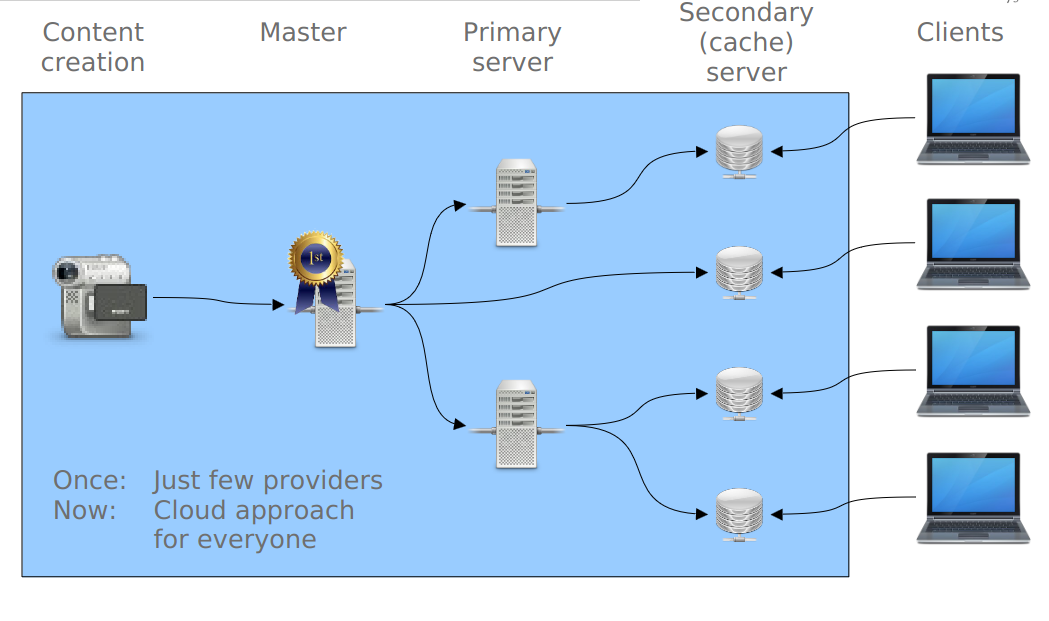 Content
creation
Master
Primary
server
Secondary
(cache)
server
Clients
1st
Once: Just few providers
Now: Cloud approach
for everyone